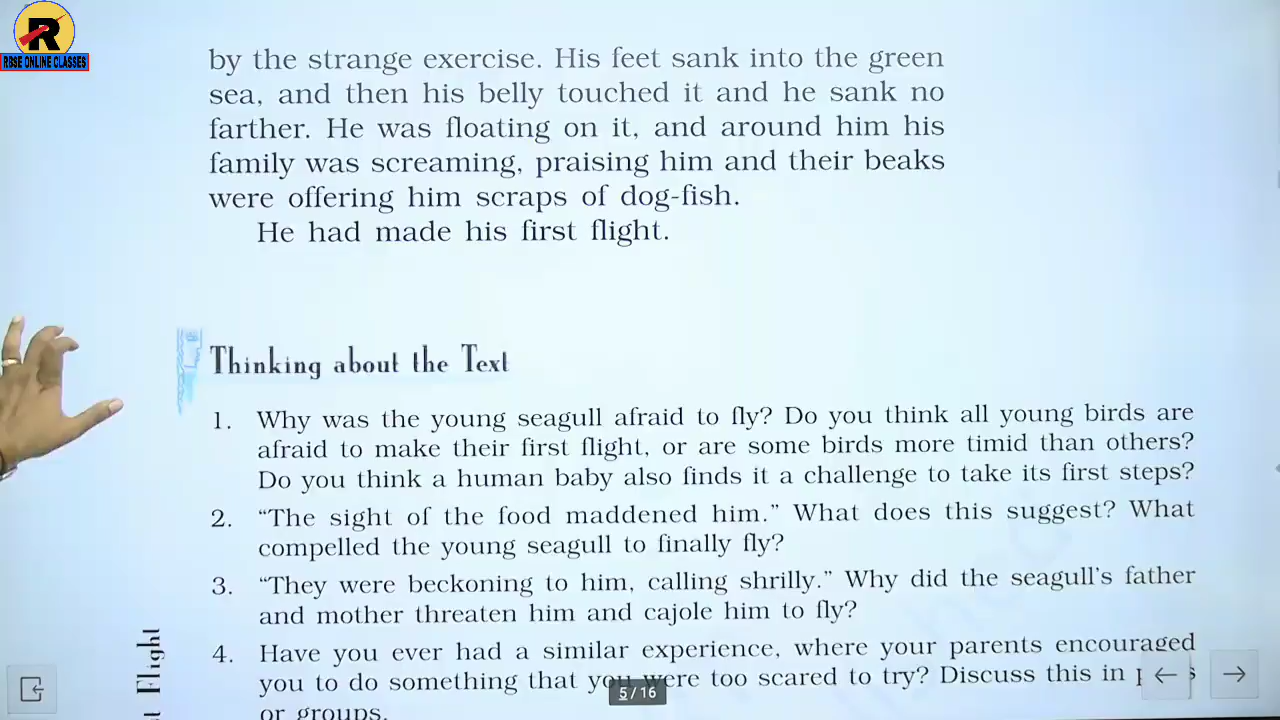 R
RBSE ONLINE CLASSES
by the strange exercise. His feet sank into the green
sea, and then his belly touched it and he sank no
farther. He was floating on it, and around him his
family was screaming, praising him and their beaks
were offering him scraps of dog-fish.
He had made his first flight.
Thinking about the Text
1. Why was the young seagull afraid to fly? Do you think all young birds are
afraid to make their first flight, or are some birds more timid than others?
Do you think a human baby also finds it a challenge to take its first steps?
2. “The sight of the food maddened him.” What does this suggest? What
compelled the young seagull to finally fly?
3. “They were beckoning to him, calling shrilly.” Why did the seagull’s father
and mother threaten him and cajole him to fly?
4. Have you ever had a similar experience, where your parents encouraged
you to do something that you were too scared to try? Discuss this in
or groups.
Flight
5 / 16